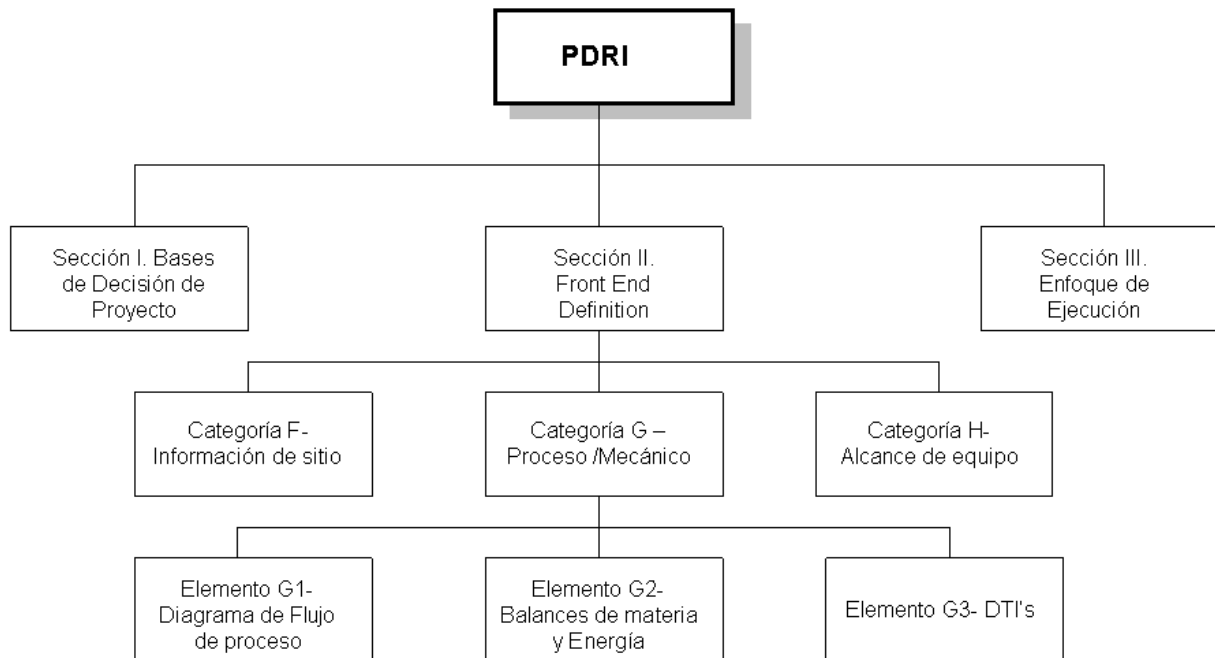 PDRI
Sección I. Bases
de Decisión de
Proyecto
Sección II.
Front End
Definition
Sección III.
Enfoque de
Ejecución
Categoría F-
Información de sitio
Categoría G –
Proceso /Mecánico
Categoría H-
Alcance de equipo
Elemento G1-
Diagrama de Flujo
de proceso
Elemento G2-
Balances de materia
y Energía
Elemento G3- DTI's